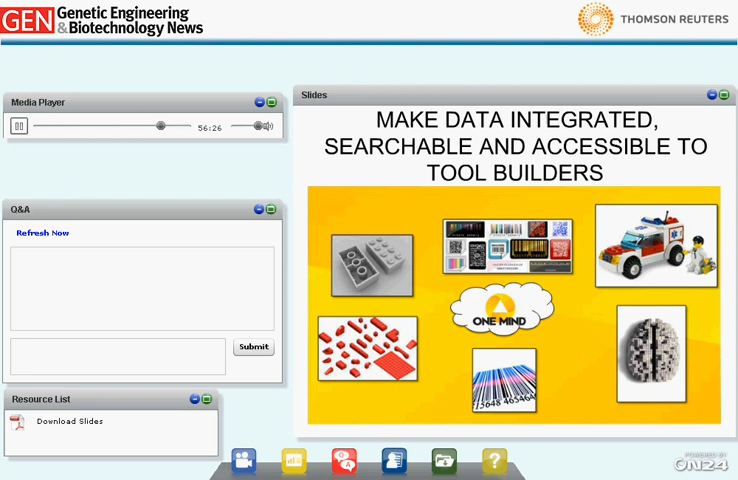 GEN Genetic Engineering
& Biotechnology News
THOMSON REUTERS
Media Player
56:26
Q&A
Refresh Now
Submit
Resource List
Download Slides
Slides
MAKE DATA INTEGRATED,
SEARCHABLE AND ACCESSIBLE TO
TOOL BUILDERS
ONE MIND
Q
A
?
POWERED BY
ON24